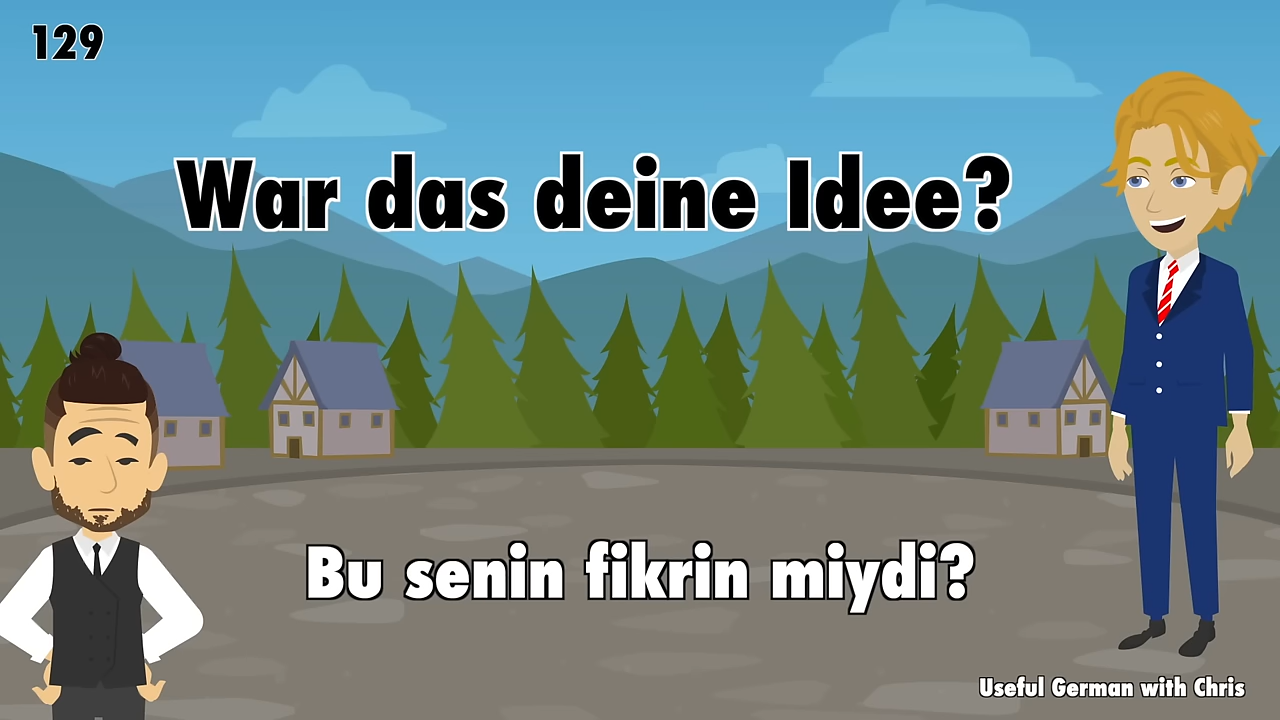 129
War das deine Idee?
Bu senin fikrin miydi?
Useful German with Chris